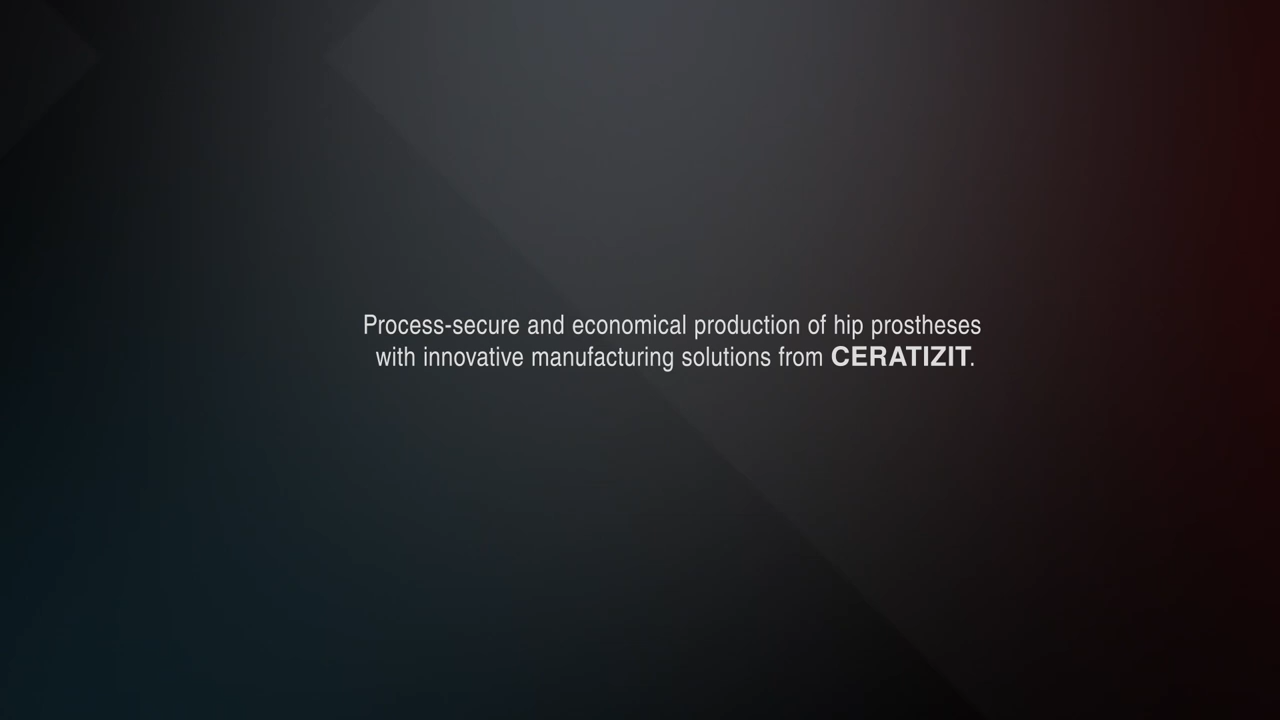 Process-secure and economical production of hip prostheses
with innovative manufacturing solutions from CERATIZIT.